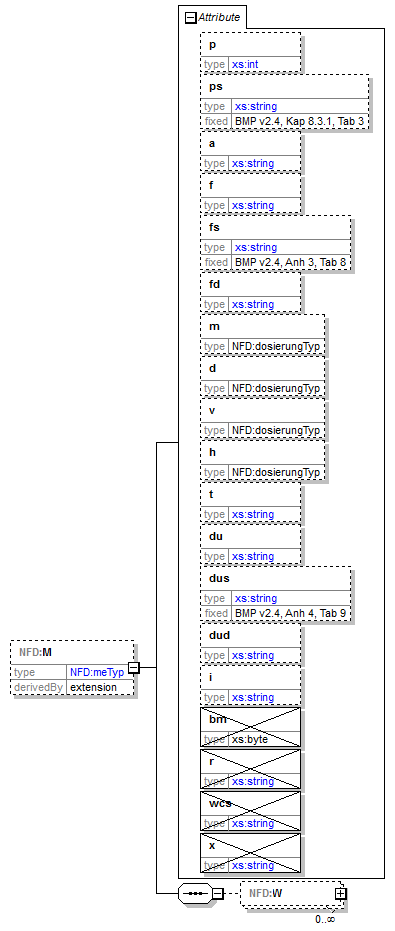 Attribute
p
type xs:int
ps
type xs:string
fixed BMP v2.4, Kap 8.3.1, Tab 3
a
type xs:string
f
type xs:string
fs
type xs:string
fixed BMP v2.4, Anh 3, Tab 8
fd
type xs:string
m
type NFD:dosierungTyp
d
type NFD:dosierungTyp
v
type NFD:dosierungTyp
h
type NFD:dosierungTyp
t
type xs:string
du
type xs:string
dus
type xs:string
fixed BMP v2.4, Anh 4, Tab 9
dud
type xs:string
i
type xs:string
NFD:M
type NFD:meTyp
derivedBy extension
bm
type xs:byte
r
type xs:string
wcs
type xs:string
x
type xs:string
NFD:W
0..∞